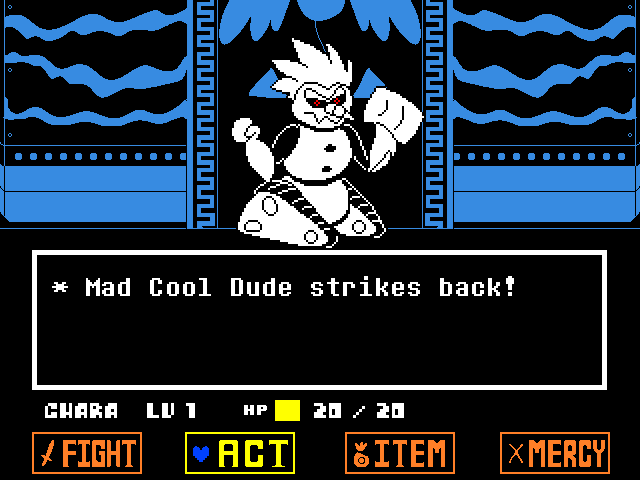 * Mad Cool Dude strikes back!
CHARA LV 1 HP 20 / 20
FIGHT ACT ITEM MERCY